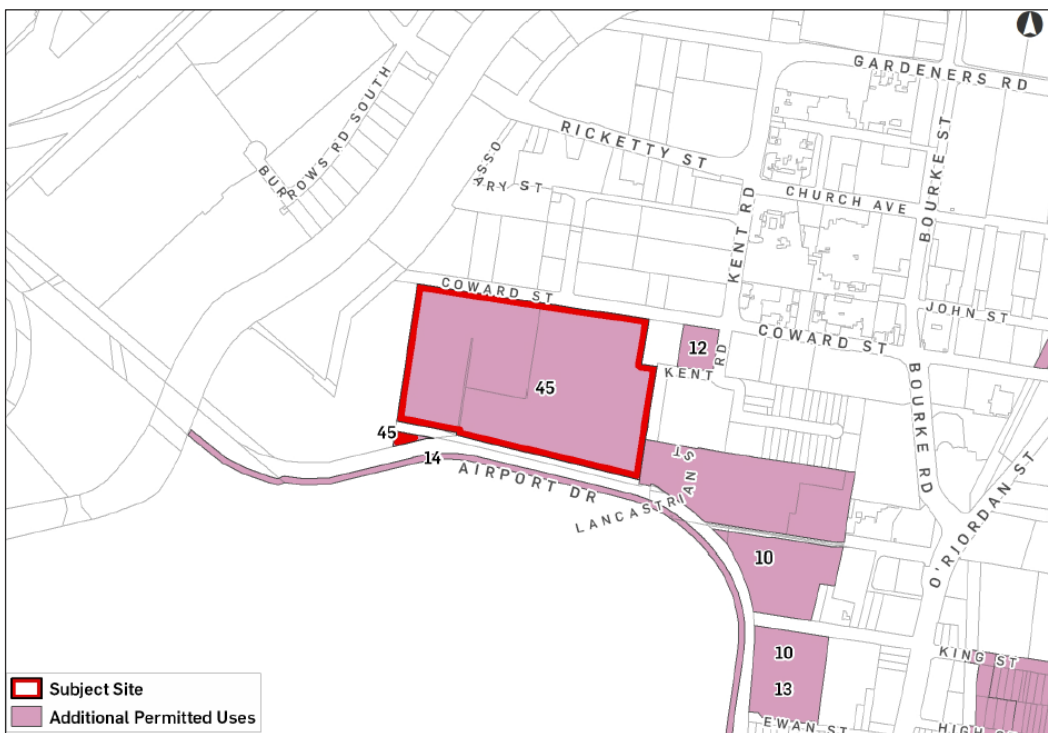 GARDENERS RD
BURROWS RD SOUTH
RICKETTY ST
BOURKE ST
ASSO
ARY ST
CHURCH AVE
KENT RD
COWARD ST
JOHN ST
COWARD ST
12
KENT RD
45
BOURKE RD
45
14
AIRPORT DR
LANCASTRIAN ST
O'RIORDAN ST
10
10
KING ST
13
EWAN ST
HIGH ST
Subject Site
Additional Permitted Uses